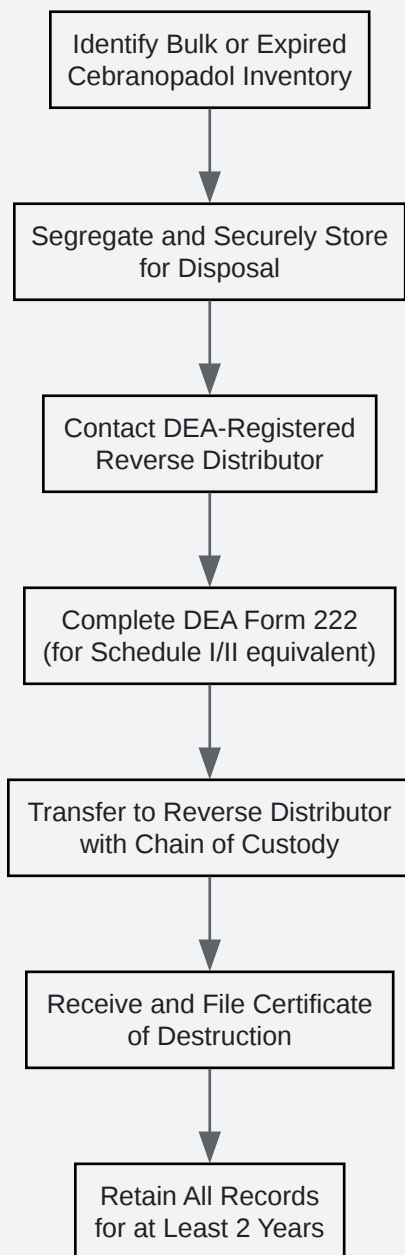 Identify Bulk or Expired
Cebranopadol Inventory
Segregate and Securely Store
for Disposal
Contact DEA-Registered
Reverse Distributor
Complete DEA Form 222
(for Schedule I/II equivalent)
Transfer to Reverse Distributor
with Chain of Custody
Receive and File Certificate
of Destruction
Retain All Records
for at Least 2 Years